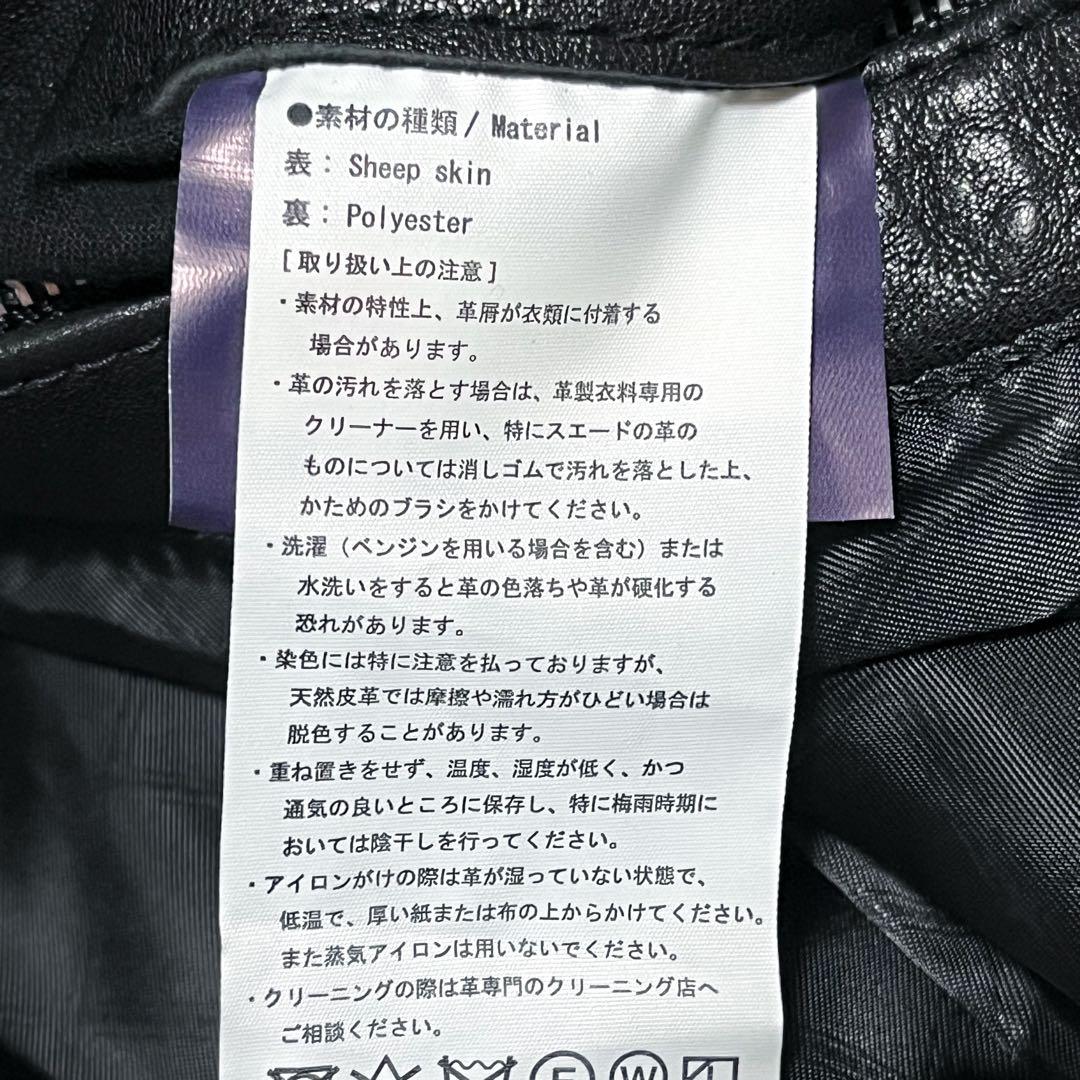 ●素材の種類/ Material
表： Sheep skin
裏： Polyester
[取り扱い上の注意]
・素材の特性上、革屑が衣類に付着する
場合があります。
・革の汚れを落とす場合は、革製衣料専用の
クリーナーを用い、特にスエードの革の
ものについては消しゴムで汚れを落とした上、
かためのブラシをかけてください。
・洗濯（ベンジンを用いる場合を含む）または
水洗いをすると革の色落ちや革が硬化する
恐れがあります。
・染色には特に注意を払っておりますが、
天然皮革では摩擦や濡れ方がひどい場合は
脱色することがあります。
・重ね置きをせず、温度、湿度が低く、かつ
通気の良いところに保存し、特に梅雨時期に
おいては陰干しを行ってください。
・アイロンがけの際は革が湿っていない状態で、
低温で、厚い紙または布の上からかけてください。
また蒸気アイロンは用いないでください。
・クリーニングの際は革専門のクリーニング店へ
ご相談ください。
F W